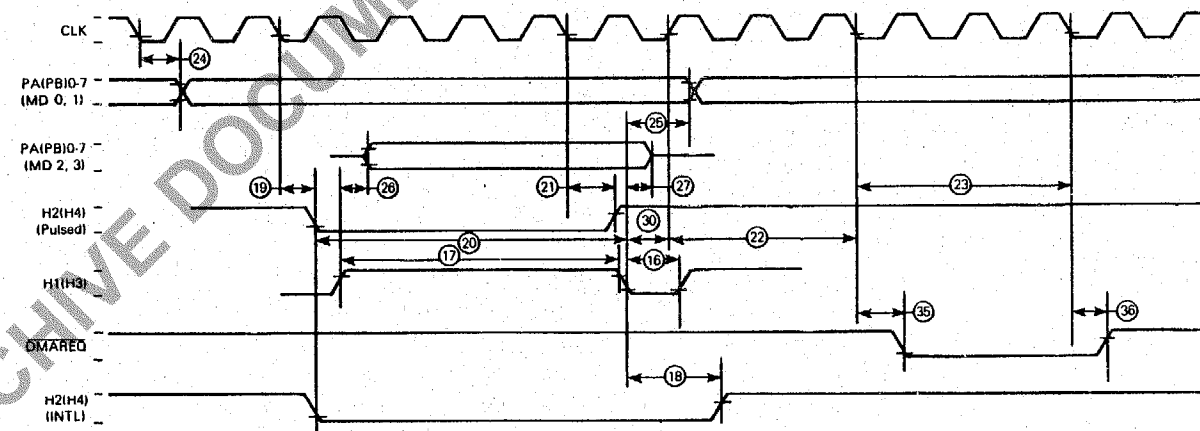 CLK
24
PA(PB)0-7
(MD 0, 1)
25
PA(PB)0-7
(MD 2, 3)
19
26
21
27
23
H2(H4)
(Pulsed)
30
20
22
17
16
H1(H3)
35
36
DMAREQ
18
H2(H4)
(INTL)
CHIVE DOCUME